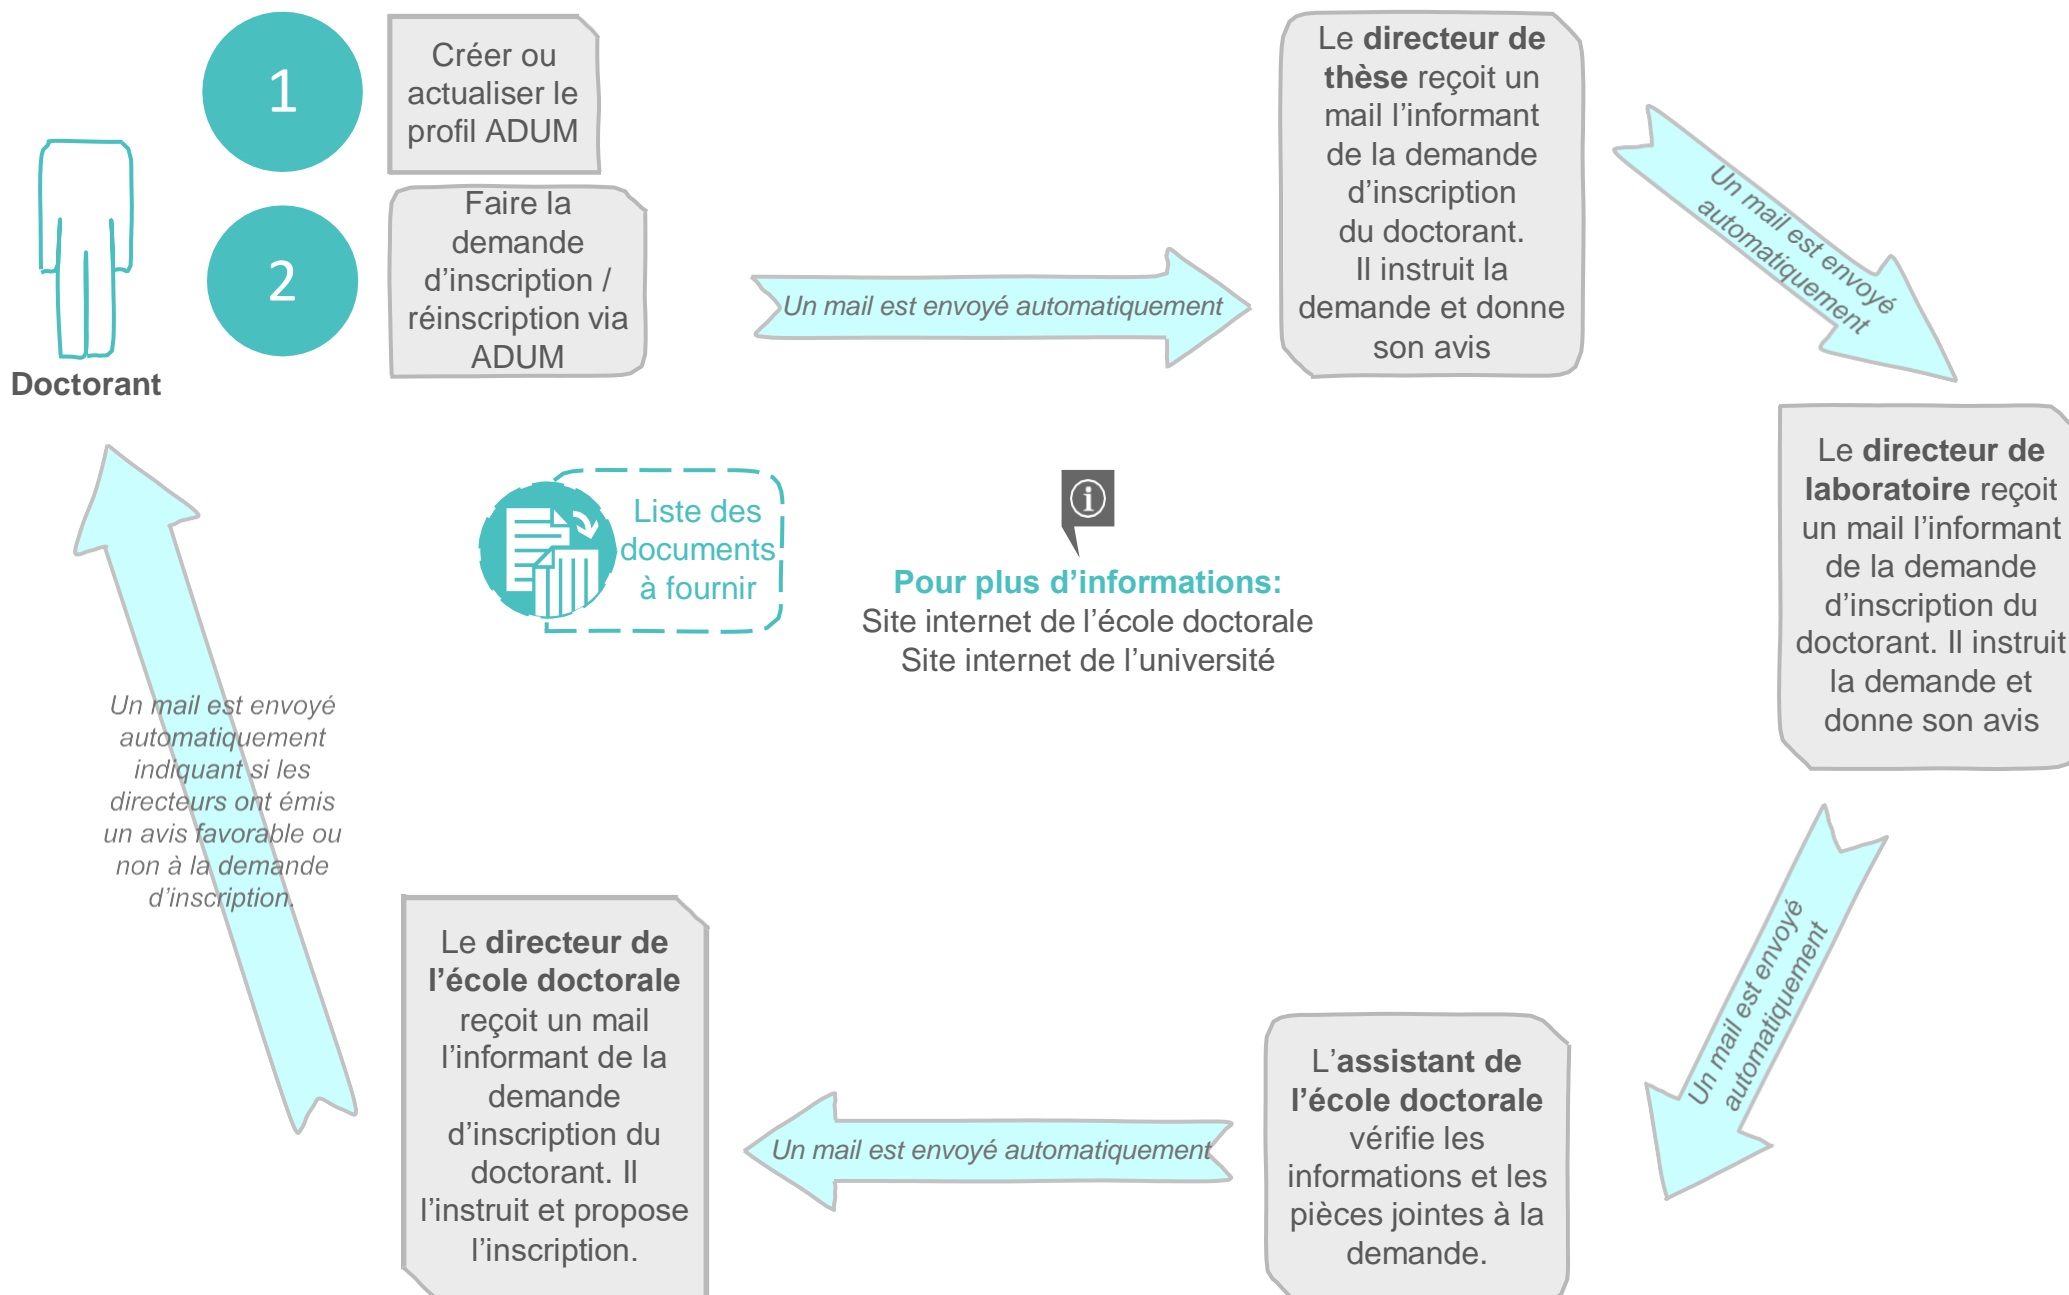 1
Créer ou
actualiser le
profil ADUM
2
Faire la
demande
d’inscription /
réinscription via
ADUM
Doctorant
Un mail est envoyé automatiquement
Le directeur de
thèse reçoit un
mail l’informant
de la demande
d’inscription
du doctorant.
Il instruit la
demande et donne
son avis
Un mail est envoyé
automatiquement
Le directeur de
laboratoire reçoit
un mail l’informant
de la demande
d’inscription du
doctorant. Il instruit
la demande et
donne son avis
Liste des
documents
à fournir
Pour plus d’informations:
Site internet de l’école doctorale
Site internet de l’université
Un mail est envoyé
automatiquement
L’assistant de
l’école doctorale
vérifie les
informations et les
pièces jointes à la
demande.
Un mail est envoyé automatiquement
Le directeur de
l’école doctorale
reçoit un mail
l’informant de la
demande
d’inscription du
doctorant. Il
l’instruit et propose
l’inscription.
Un mail est envoyé
automatiquement
indiquant si les
directeurs ont émis
un avis favorable ou
non à la demande
d’inscription.